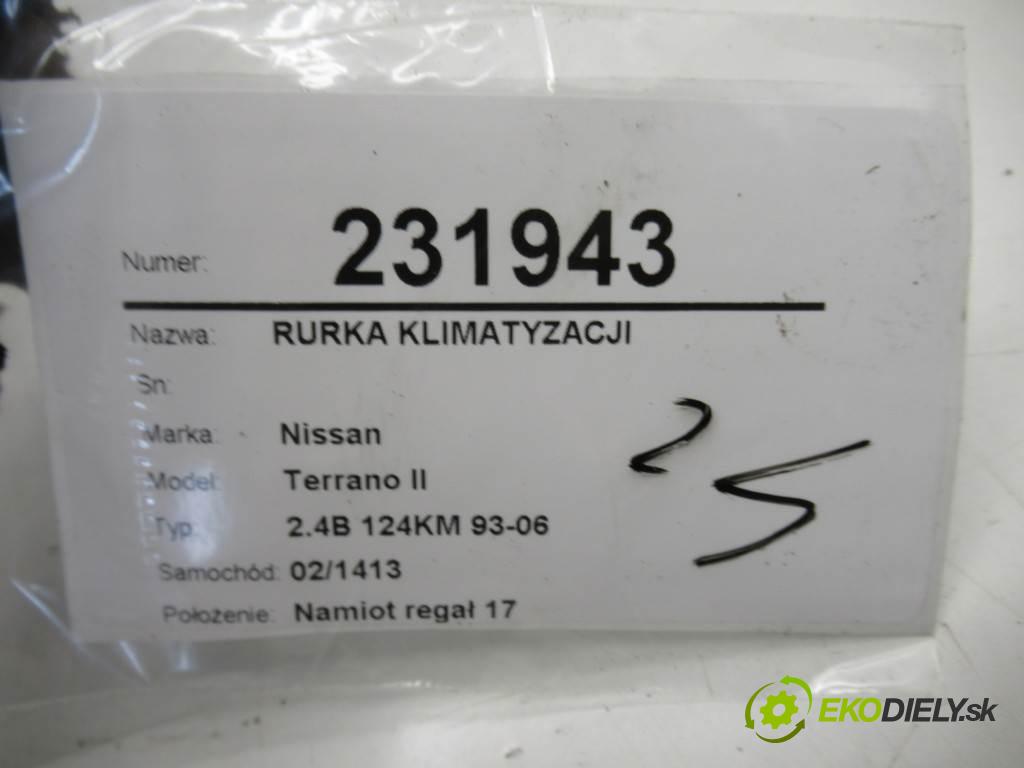 Numer: 231943
Nazwa: RURKA KLIMATYZACJI
Sn:
Marka: Nissan
Model: Terrano II
Typ: 2.4B 124KM 93-06
Samochód: 02/1413
Położenie: Namiot regał 17
25
EKODIELY.sk